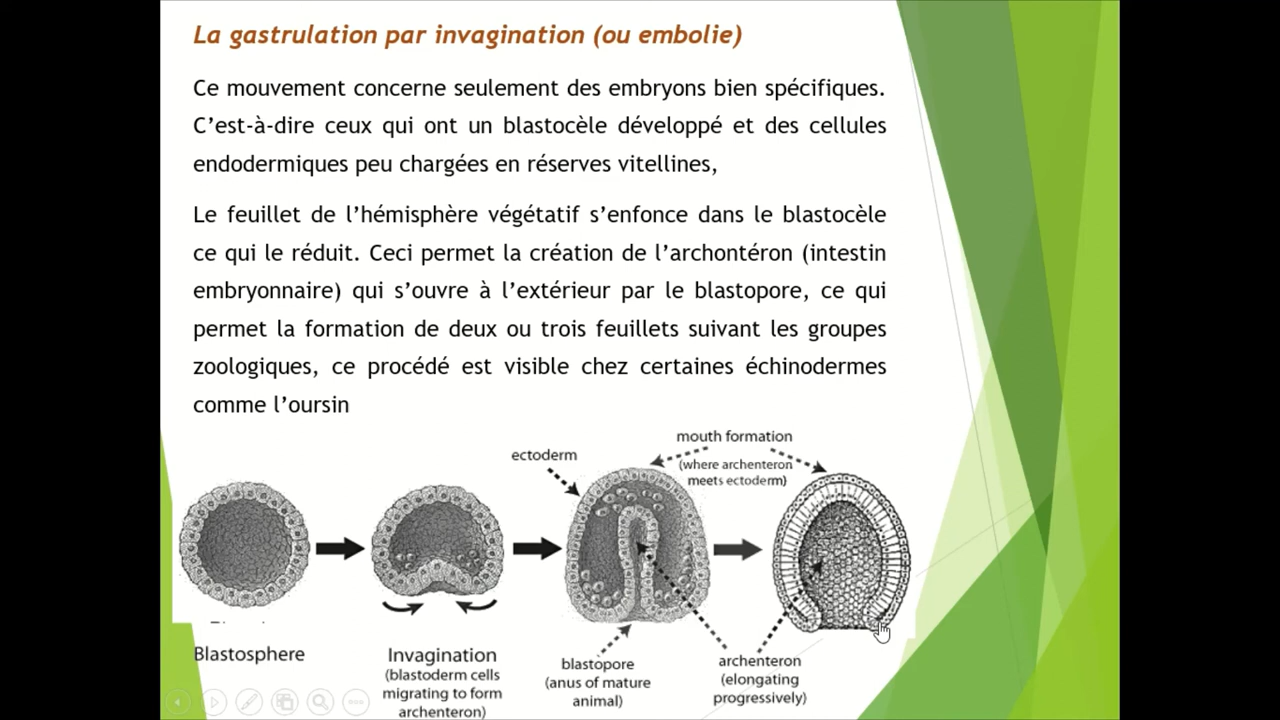 La gastrulation par invagination (ou embolie)
Ce mouvement concerne seulement des embryons bien spécifiques.
C’est-à-dire ceux qui ont un blastocèle développé et des cellules
endodermiques peu chargées en réserves vitellines,
Le feuillet de l’hémisphère végétatif s’enfonce dans le blastocèle
ce qui le réduit. Ceci permet la création de l’archontéron (intestin
embryonnaire) qui s’ouvre à l’extérieur par le blastopore, ce qui
permet la formation de deux ou trois feuillets suivant les groupes
zoologiques, ce procédé est visible chez certaines échinodermes
comme l’oursin
mouth formation
(where archenteron
meets ectoderm)
ectoderm
Blastosphere
Invagination
(blastoderm cells
migrating to form
archenteron)
blastopore
(anus of mature
animal)
archenteron
(elongating
progressively)